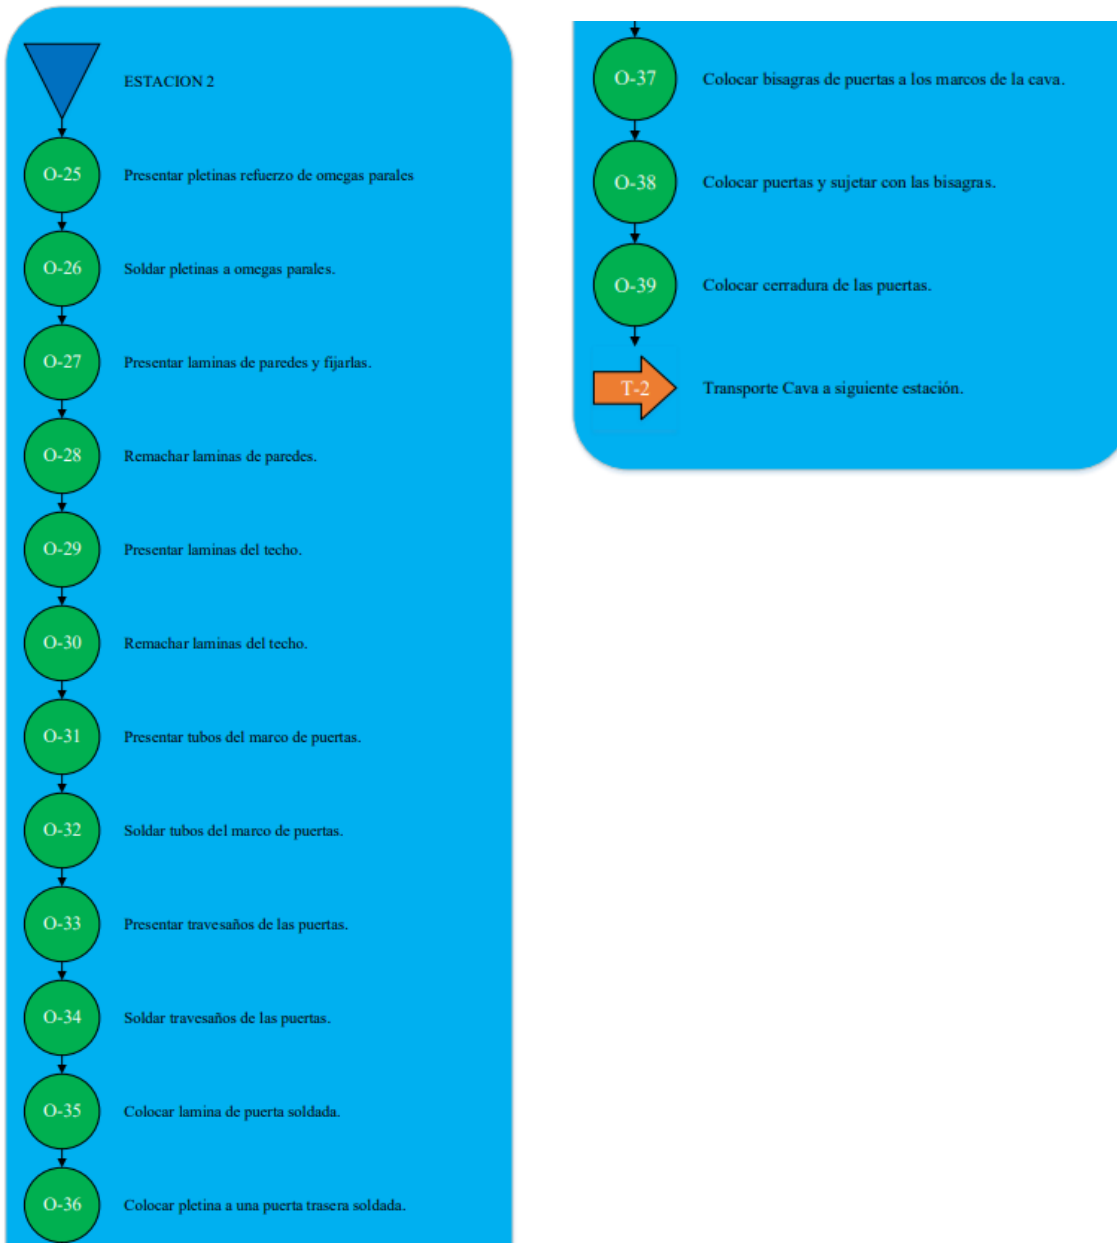 ESTACION 2
O-25 Presentar pletinas refuerzo de omegas parales
O-26 Soldar pletinas a omegas parales.
O-27 Presentar laminas de paredes y fijarlas.
O-28 Remachar laminas de paredes.
O-29 Presentar laminas del techo.
O-30 Remachar laminas del techo.
O-31 Presentar tubos del marco de puertas.
O-32 Soldar tubos del marco de puertas.
O-33 Presentar travesaños de las puertas.
O-34 Soldar travesaños de las puertas.
O-35 Colocar lamina de puerta soldada.
O-36 Colocar pletina a una puerta trasera soldada.
O-37 Colocar bisagras de puertas a los marcos de la cava.
O-38 Colocar puertas y sujetar con las bisagras.
O-39 Colocar cerradura de las puertas.
T-2 Transporte Cava a siguiente estación.